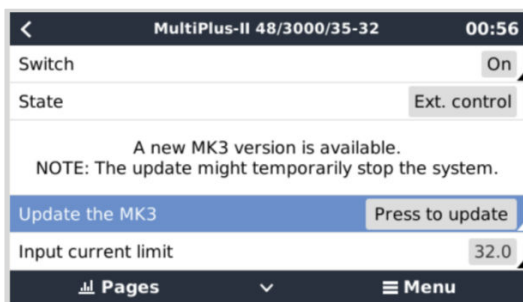 MultiPlus-II 48/3000/35-32 00:56
Switch On
State Ext. control
A new MK3 version is available.
NOTE: The update might temporarily stop the system.
Update the MK3 Press to update
Input current limit 32.0
Pages Menu